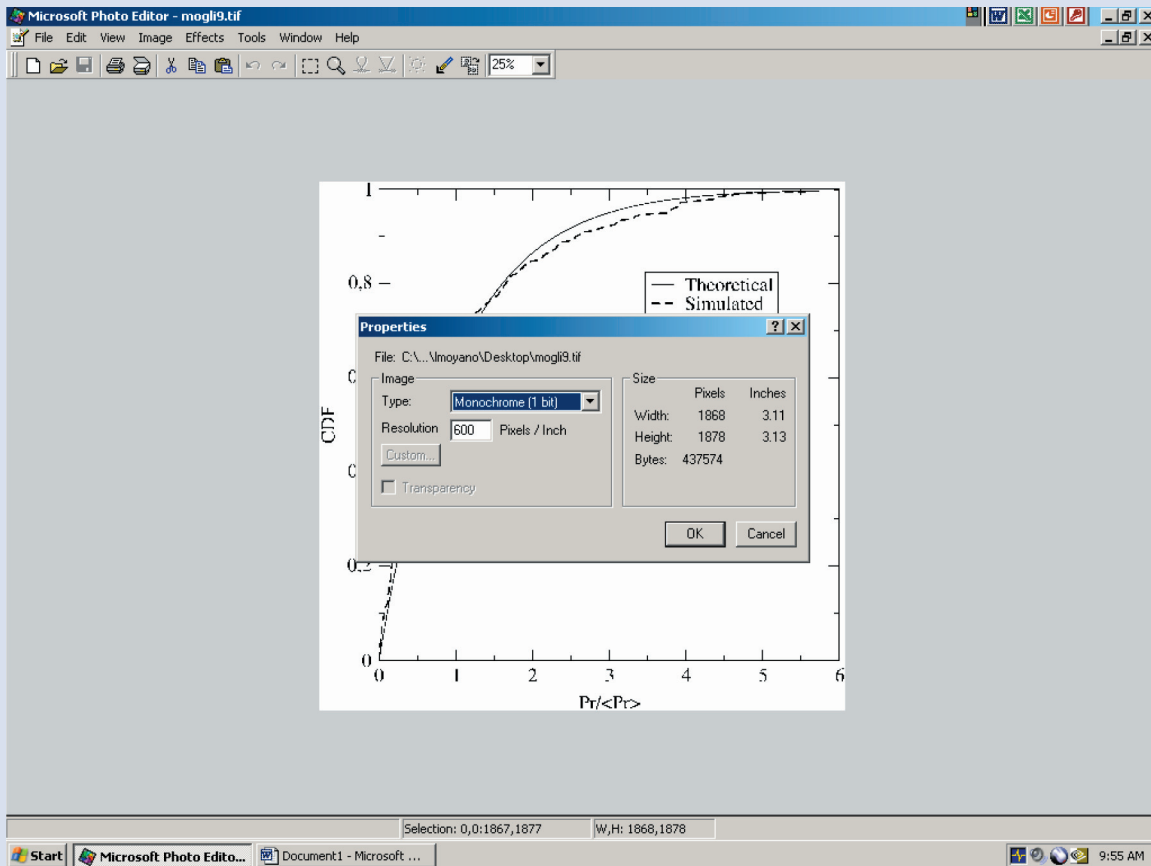 Microsoft Photo Editor - mogli9.tif
File Edit View Image Effects Tools Window Help
25%
1
0,8
Theoretical
Simulated
Properties
File: C:\...\lmoyano\Desktop\mogli9.tif
Image
Type: Monochrome (1 bit)
Resolution 600 Pixels / Inch
Custom...
Transparency
Size
Pixels Inches
Width: 1868 3.11
Height: 1878 3.13
Bytes: 437574
OK Cancel
CDF
0
0 1 2 3 4 5 6
Pr/<Pr>
Selection: 0,0:1867,1877 W,H: 1868,1878
Start Microsoft Photo Edito... Document1 - Microsoft ... 9:55 AM